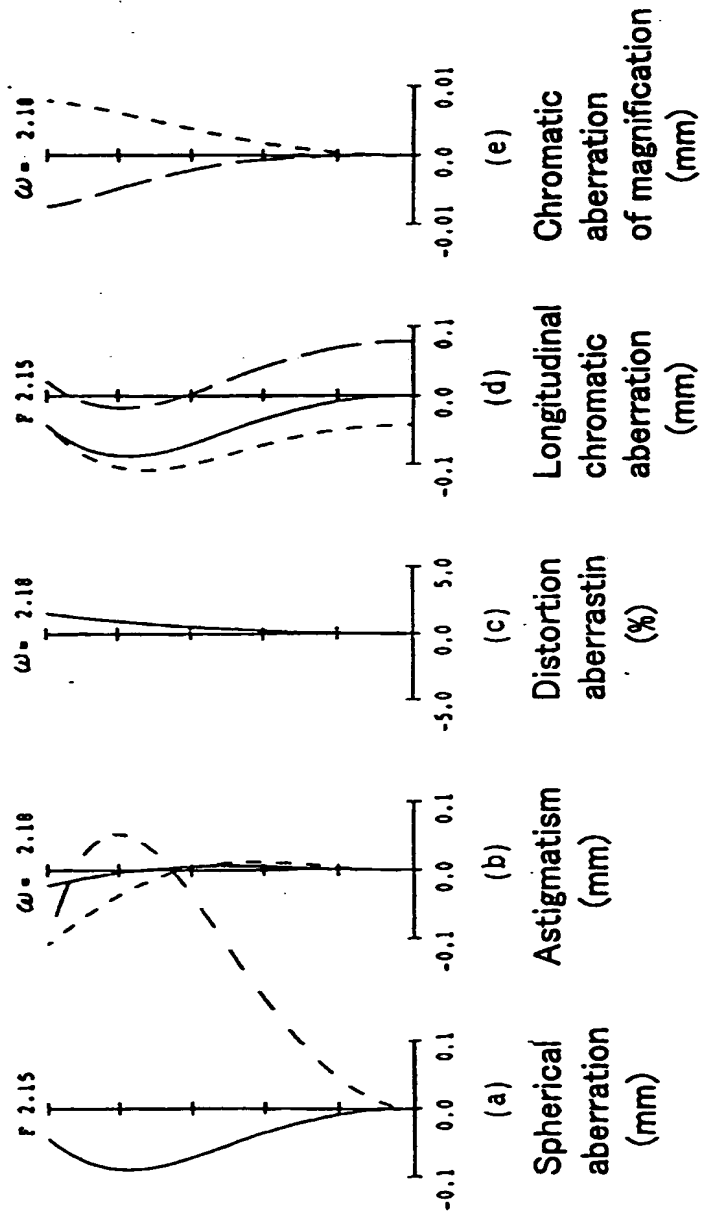 F 2.15
-0.1 0.0 0.1
(a)
Spherical
aberration
(mm)
ω= 2.18
-0.1 0.0 0.1
(b)
Astigmatism
(mm)
ω= 2.18
-5.0 0.0 5.0
(c)
Distortion
aberrastin
(%)
F 2.15
-0.1 0.0 0.1
(d)
Longitudinal
chromatic
aberration
(mm)
ω= 2.18
-0.01 0.0 0.01
(e)
Chromatic
aberration
of magnification
(mm)